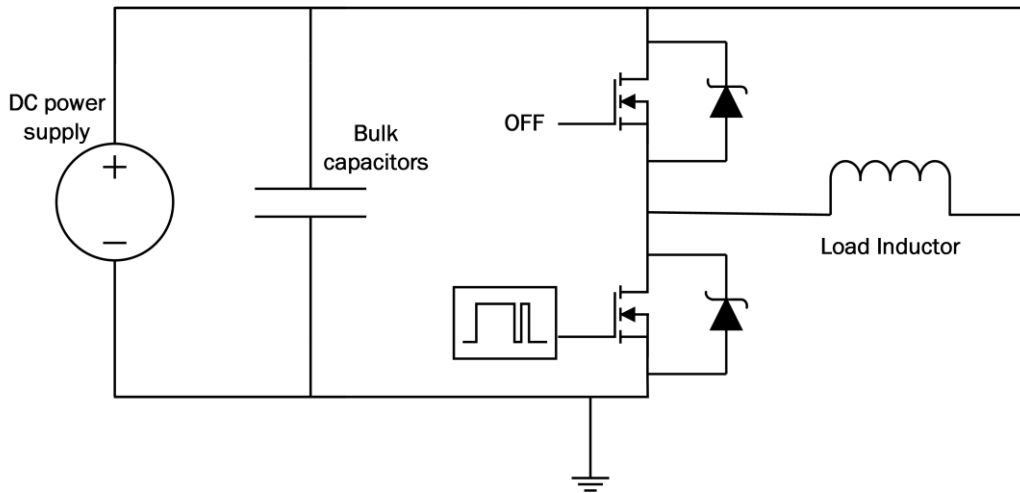 DC power
supply
+
−
Bulk
capacitors
OFF
Load Inductor